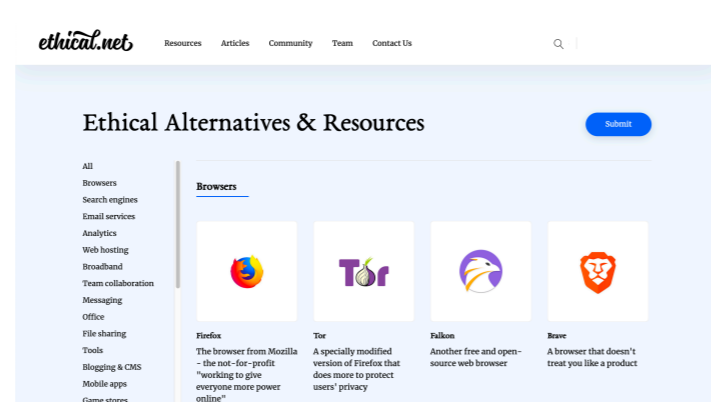 ethical.net
Resources Articles Community Team Contact Us
Ethical Alternatives & Resources
Submit
All
Browsers
Search engines
Email services
Analytics
Web hosting
Broadband
Team collaboration
Messaging
Office
File sharing
Tools
Blogging & CMS
Mobile apps
Game stores
Browsers
Tor
Firefox
The browser from Mozilla
– the not-for-profit
"working to give
everyone more power
online"
Tor
A specially modified
version of Firefox that
does more to protect
users' privacy
Falkon
Another free and open-
source web browser
Brave
A browser that doesn't
treat you like a product